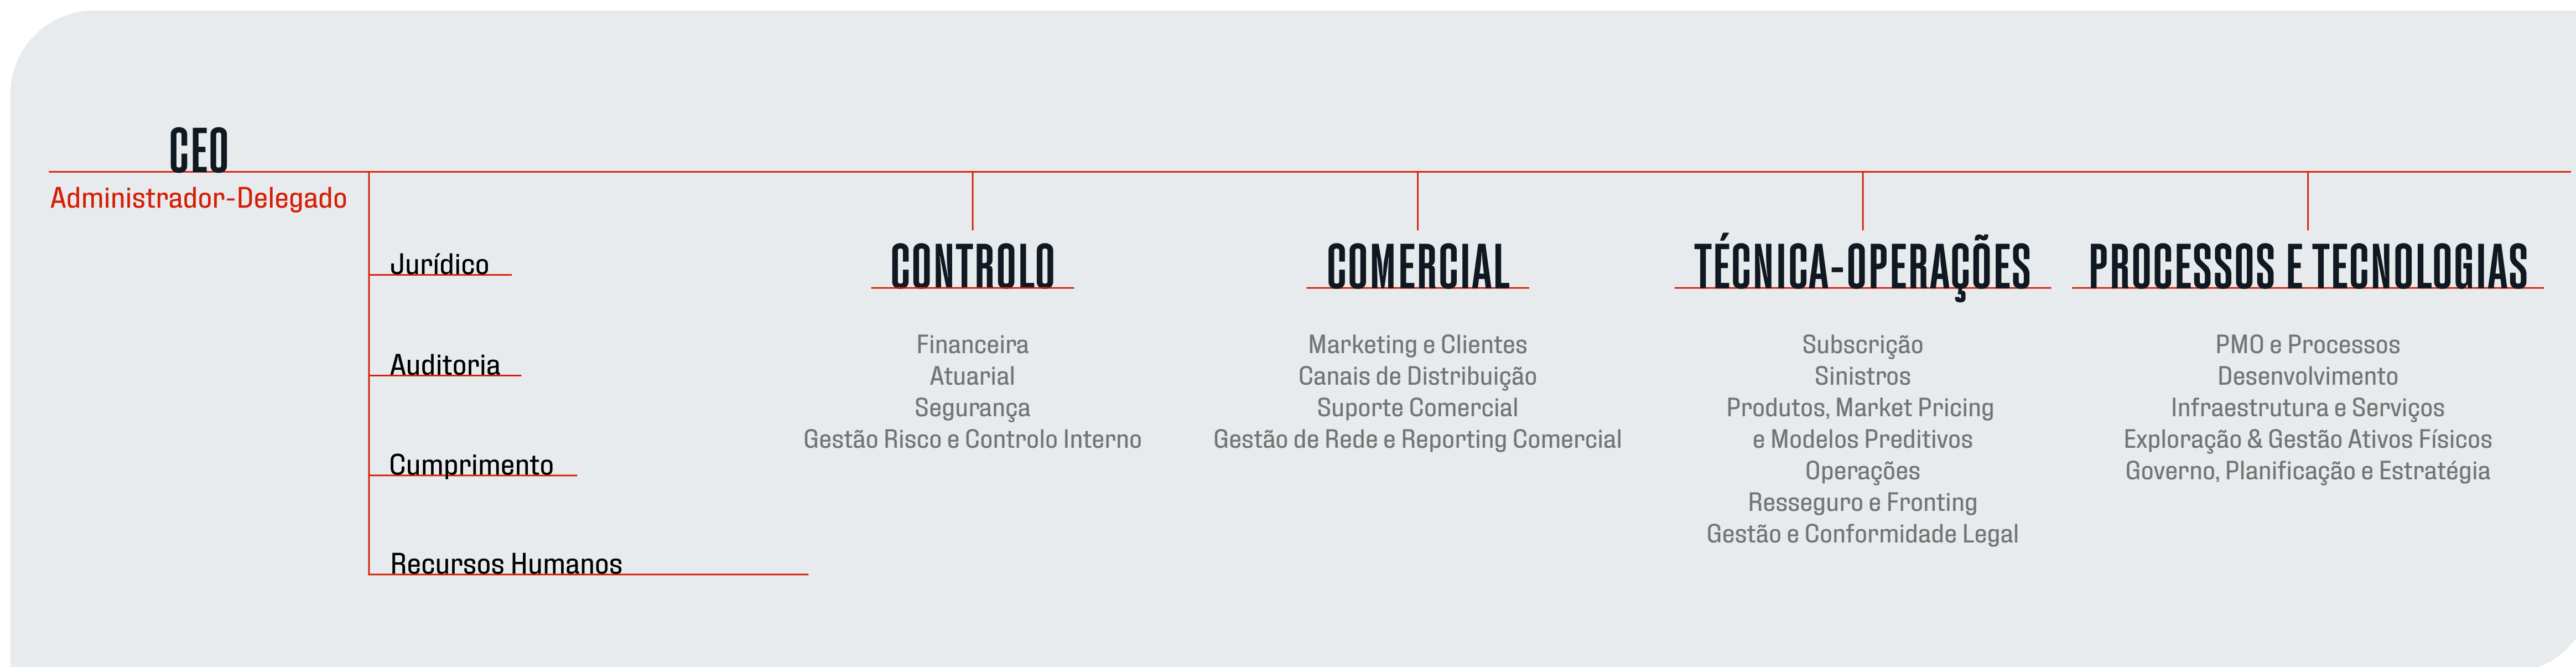 CEO
Administrador-Delegado
Jurídico
Auditoria
Cumprimento
Recursos Humanos
CONTROLO
Financeira
Atuarial
Segurança
Gestão Risco e Controlo Interno
COMERCIAL
Marketing e Clientes
Canais de Distribuição
Suporte Comercial
Gestão de Rede e Reporting Comercial
TÉCNICA-OPERAÇÕES
Subscrição
Sinistros
Produtos, Market Pricing
e Modelos Preditivos
Operações
Resseguro e Fronting
Gestão e Conformidade Legal
PROCESSOS E TECNOLOGIAS
PMO e Processos
Desenvolvimento
Infraestrutura e Serviços
Exploração & Gestão Ativos Físicos
Governo, Planificação e Estratégia